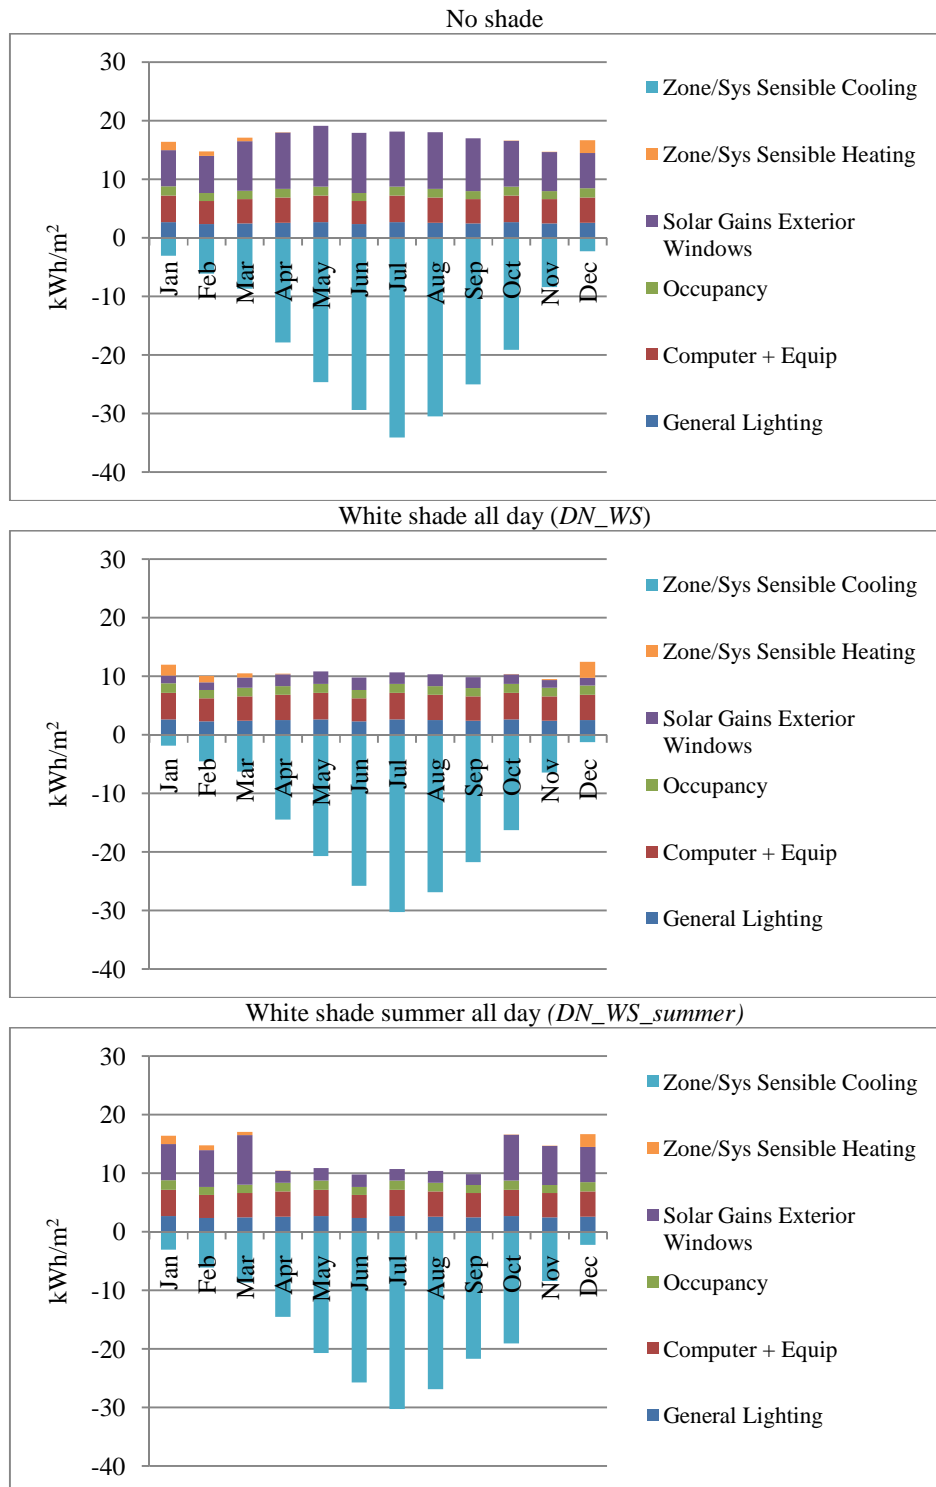 No shade
30
20
10
0
-10
-20
-30
-40
kWh/m²
Jan
Feb
Mar
Apr
May
Jun
Jul
Aug
Sep
Oct
Nov
Dec
Zone/Sys Sensible Cooling
Zone/Sys Sensible Heating
Solar Gains Exterior
Windows
Occupancy
Computer + Equip
General Lighting
White shade all day (DN_WS)
30
20
10
0
-10
-20
-30
-40
kWh/m²
Jan
Feb
Mar
Apr
May
Jun
Jul
Aug
Sep
Oct
Nov
Dec
Zone/Sys Sensible Cooling
Zone/Sys Sensible Heating
Solar Gains Exterior
Windows
Occupancy
Computer + Equip
General Lighting
White shade summer all day (DN_WS_summer)
30
20
10
0
-10
-20
-30
-40
kWh/m²
Jan
Feb
Mar
Apr
May
Jun
Jul
Aug
Sep
Oct
Nov
Dec
Zone/Sys Sensible Cooling
Zone/Sys Sensible Heating
Solar Gains Exterior
Windows
Occupancy
Computer + Equip
General Lighting